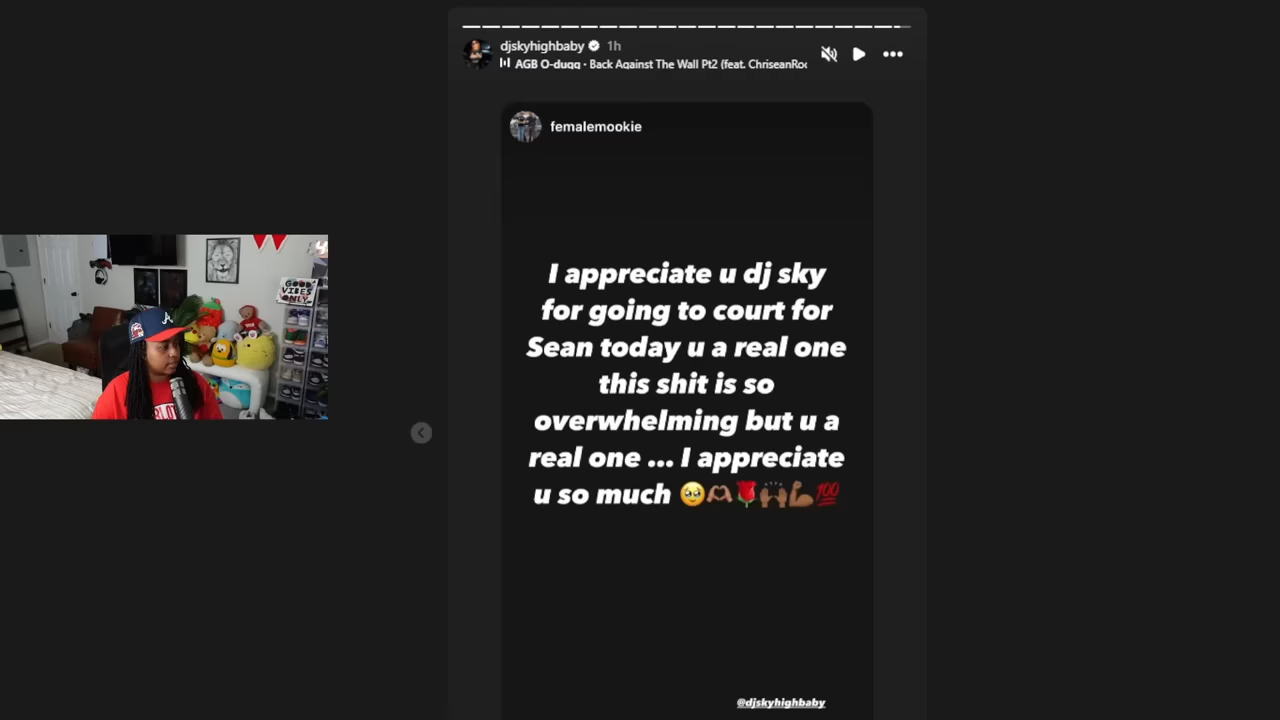 djskyhighbaby 1h
AGB O-dugg • Back Against The Wall Pt2 (feat. ChriseanRoc
femalemookie
I appreciate u dj sky
for going to court for
Sean today u a real one
this shit is so
overwhelming but u a
real one ... I appreciate
u so much 🥹🫶🏾🌹🙌🏾💪🏾💯
@djskyhighbaby
GOOD
VIBES
ONLY
A